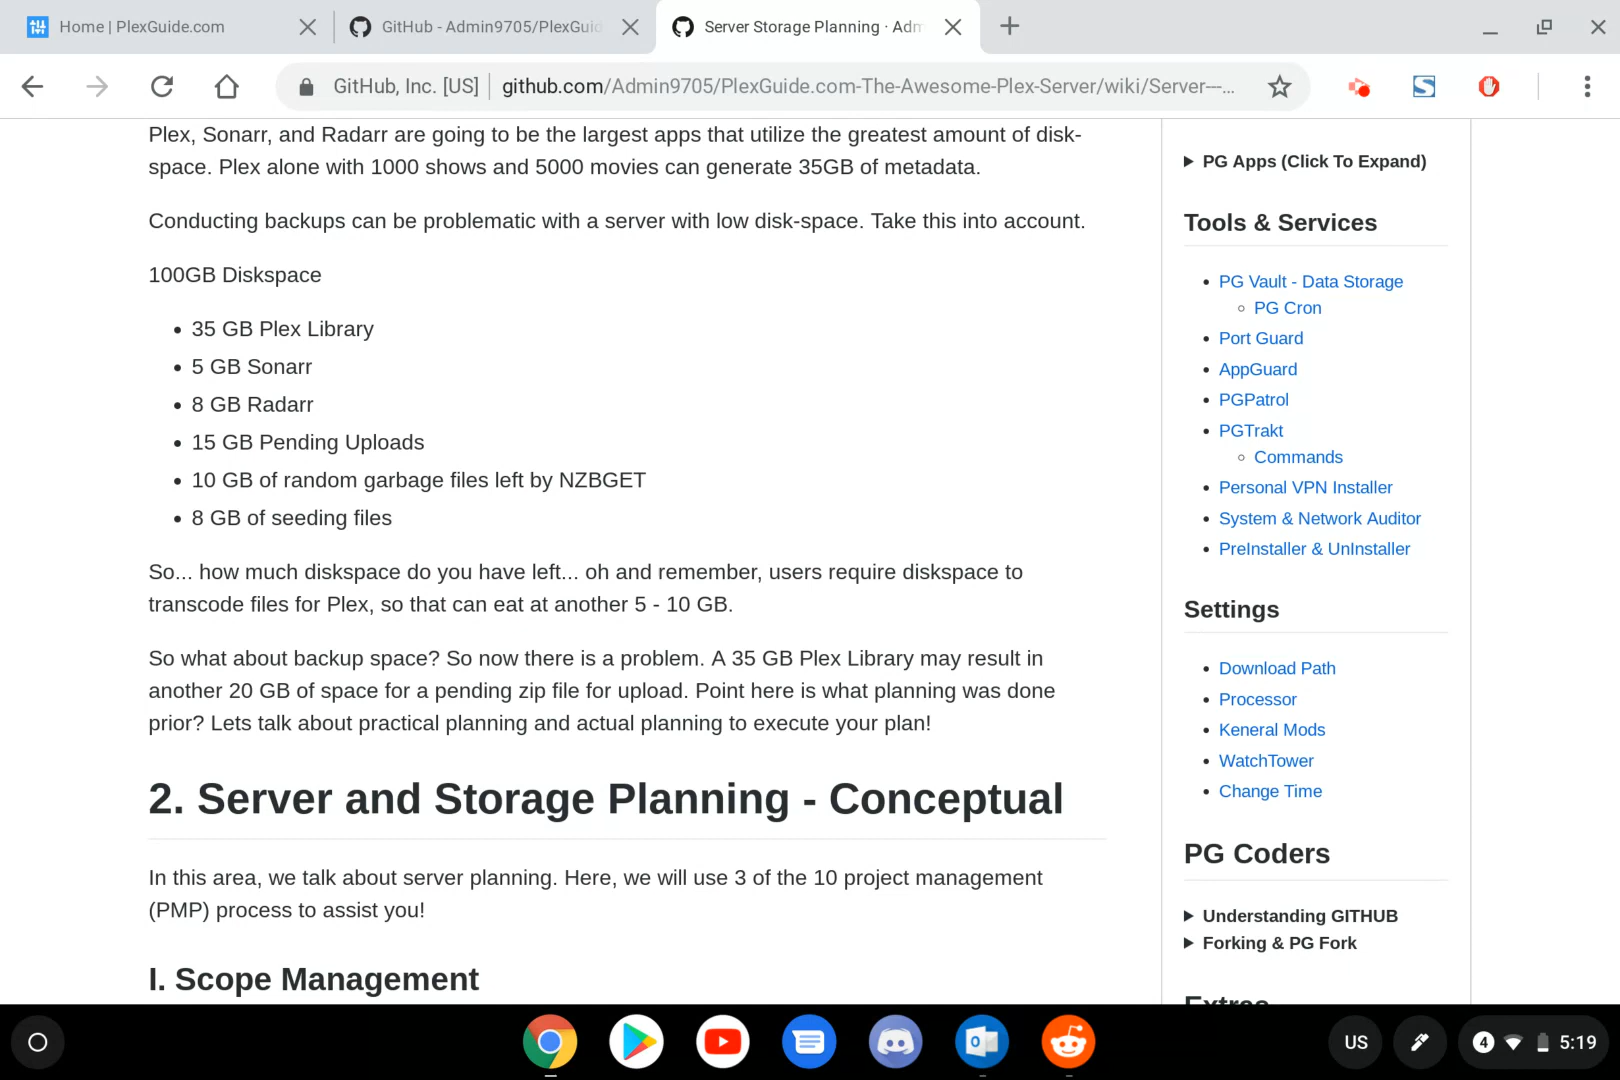 Home | PlexGuide.com
GitHub - Admin9705/PlexGuid
Server Storage Planning · Adm
GitHub, Inc. [US]
github.com/Admin9705/PlexGuide.com-The-Awesome-Plex-Server/wiki/Server---...
Plex, Sonarr, and Radarr are going to be the largest apps that utilize the greatest amount of disk-
space. Plex alone with 1000 shows and 5000 movies can generate 35GB of metadata.
Conducting backups can be problematic with a server with low disk-space. Take this into account.
100GB Diskspace
35 GB Plex Library
5 GB Sonarr
8 GB Radarr
15 GB Pending Uploads
10 GB of random garbage files left by NZBGET
8 GB of seeding files
So... how much diskspace do you have left... oh and remember, users require diskspace to
transcode files for Plex, so that can eat at another 5 - 10 GB.
So what about backup space? So now there is a problem. A 35 GB Plex Library may result in
another 20 GB of space for a pending zip file for upload. Point here is what planning was done
prior? Lets talk about practical planning and actual planning to execute your plan!
2. Server and Storage Planning - Conceptual
In this area, we talk about server planning. Here, we will use 3 of the 10 project management
(PMP) process to assist you!
I. Scope Management
PG Apps (Click To Expand)
Tools & Services
PG Vault - Data Storage
PG Cron
Port Guard
AppGuard
PGPatrol
PGTrakt
Commands
Personal VPN Installer
System & Network Auditor
PreInstaller & UnInstaller
Settings
Download Path
Processor
Keneral Mods
WatchTower
Change Time
PG Coders
Understanding GITHUB
Forking & PG Fork
Extras
US
4
5:19